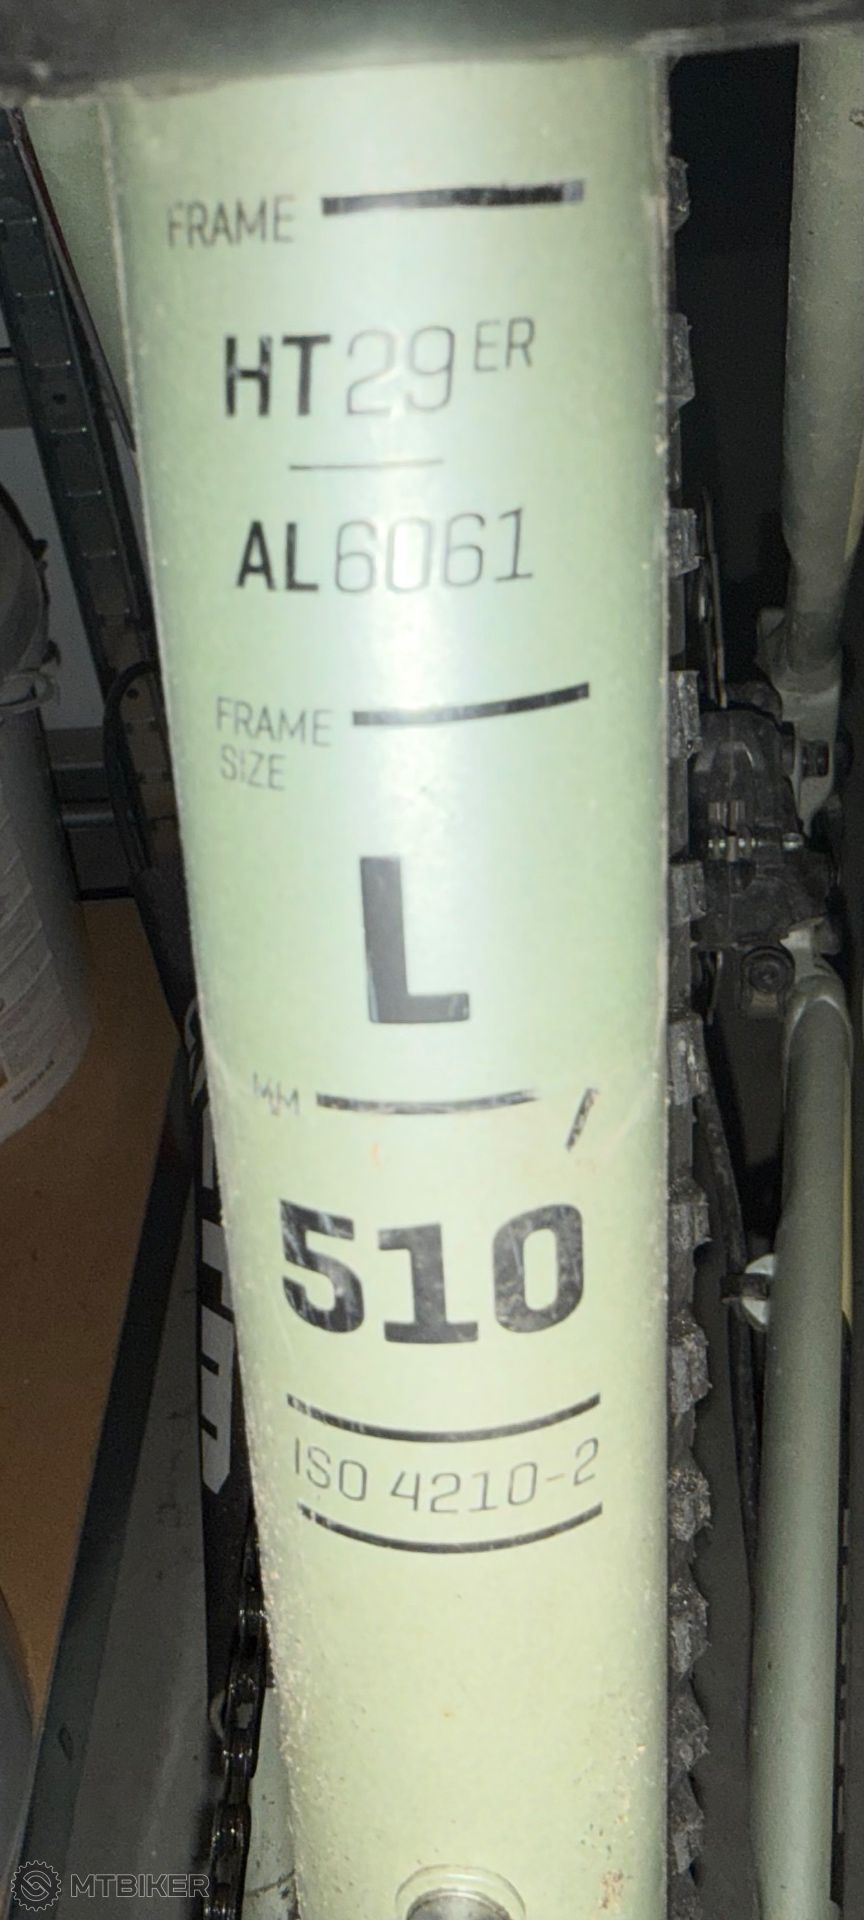 FRAME
HT29ER
AL6061
FRAME
SIZE
L
MM
510
ISO 4210-2
MTBIKER